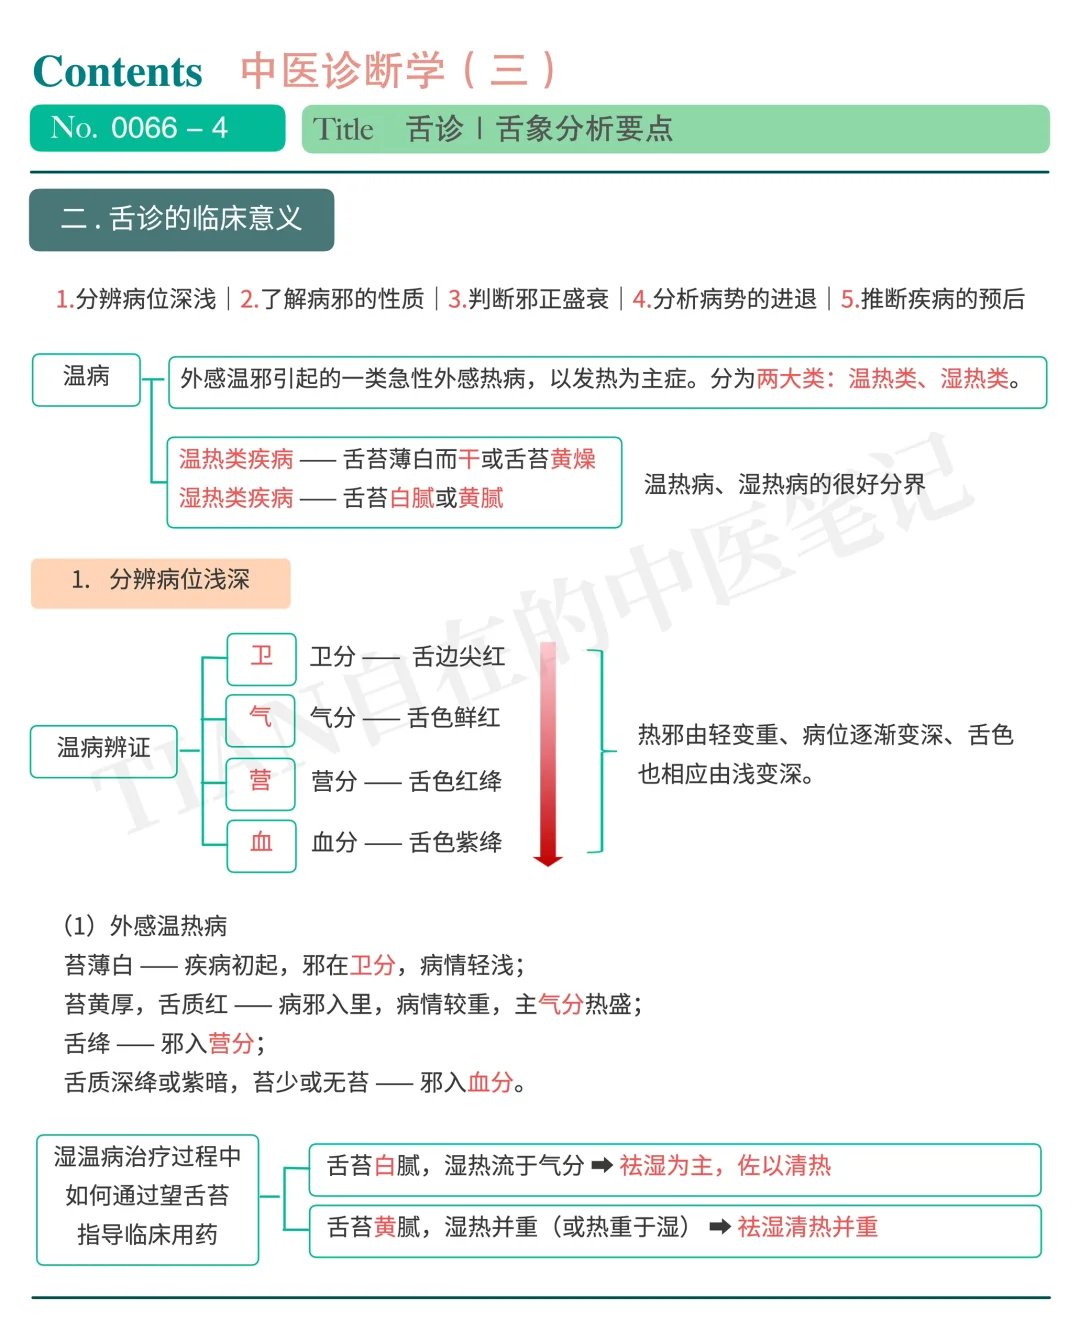 Contents 中医诊断学（三）
No. 0066 – 4
Title 舌诊 | 舌象分析要点
二 . 舌诊的临床意义
1.分辨病位深浅｜2.了解病邪的性质｜3.判断邪正盛衰｜4.分析病势的进退｜5.推断疾病的预后
温病
外感温邪引起的一类急性外感热病，以发热为主症。分为两大类：温热类、湿热类。
温热类疾病 —— 舌苔薄白而干或舌苔黄燥
湿热类疾病 —— 舌苔白腻或黄腻
温热病、湿热病的很好分界
1. 分辨病位浅深
温病辨证
卫 卫分 —— 舌边尖红
气 气分 —— 舌色鲜红
营 营分 —— 舌色红绛
血 血分 —— 舌色紫绛
热邪由轻变重、病位逐渐变深、舌色
也相应由浅变深。
（1）外感温热病
苔薄白 —— 疾病初起，邪在卫分，病情轻浅；
苔黄厚，舌质红 —— 病邪入里，病情较重，主气分热盛；
舌绛 —— 邪入营分；
舌质深绛或紫暗，苔少或无苔 —— 邪入血分。
湿温病治疗过程中
如何通过望舌苔
指导临床用药
舌苔白腻，湿热流于气分 ➡ 祛湿为主，佐以清热
舌苔黄腻，湿热并重（或热重于湿） ➡ 祛湿清热并重
TIAN自在的中医笔记